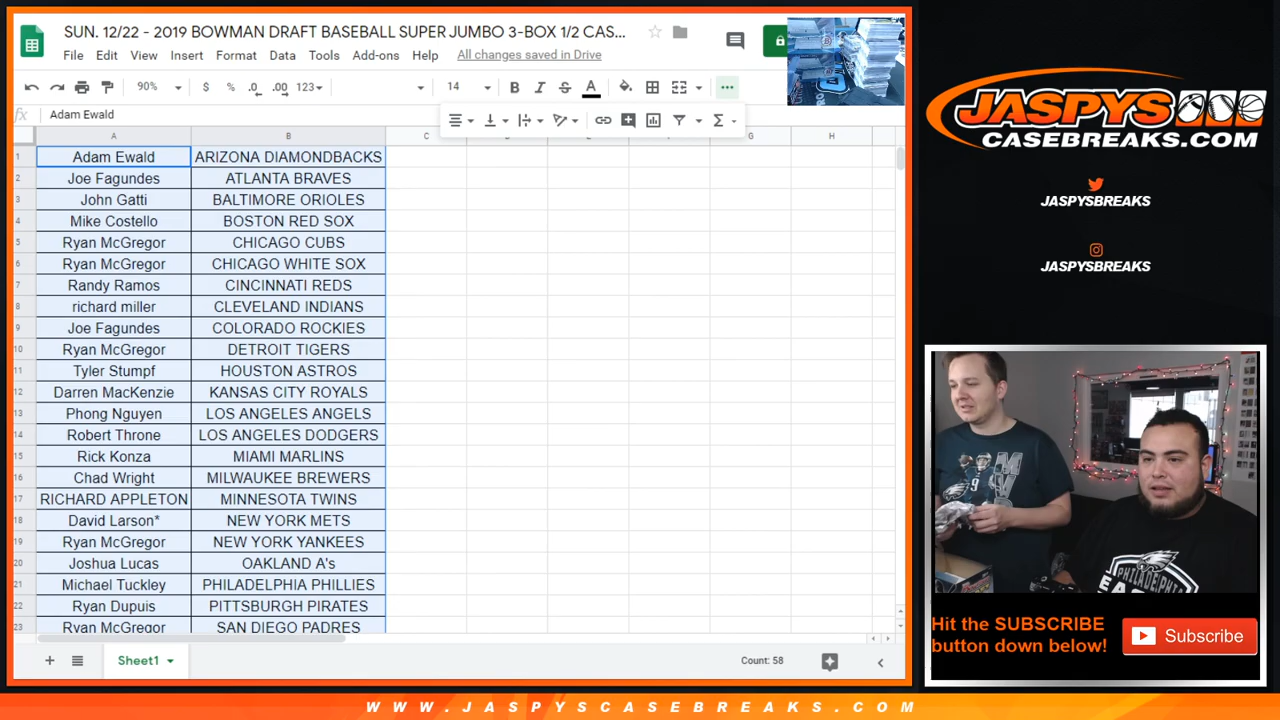 SUN. 12/22 - 2019 BOWMAN DRAFT BASEBALL SUPER JUMBO 3-BOX 1/2 CAS...
File Edit View Insert Format Data Tools Add-ons Help All changes saved in Drive
90% $ % .0 .00 123 14 B I S A
fx Adam Ewald
A B C G H
1 Adam Ewald ARIZONA DIAMONDBACKS
2 Joe Fagundes ATLANTA BRAVES
3 John Gatti BALTIMORE ORIOLES
4 Mike Costello BOSTON RED SOX
5 Ryan McGregor CHICAGO CUBS
6 Ryan McGregor CHICAGO WHITE SOX
7 Randy Ramos CINCINNATI REDS
8 richard miller CLEVELAND INDIANS
9 Joe Fagundes COLORADO ROCKIES
10 Ryan McGregor DETROIT TIGERS
11 Tyler Stumpf HOUSTON ASTROS
12 Darren MacKenzie KANSAS CITY ROYALS
13 Phong Nguyen LOS ANGELES ANGELS
14 Robert Throne LOS ANGELES DODGERS
15 Rick Konza MIAMI MARLINS
16 Chad Wright MILWAUKEE BREWERS
17 RICHARD APPLETON MINNESOTA TWINS
18 David Larson* NEW YORK METS
19 Ryan McGregor NEW YORK YANKEES
20 Joshua Lucas OAKLAND A's
21 Michael Tuckley PHILADELPHIA PHILLIES
22 Ryan Dupuis PITTSBURGH PIRATES
23 Ryan McGregor SAN DIEGO PADRES
Sheet1
Count: 58
JASPYS
CASEBREAKS.COM
JASPYSBREAKS
JASPYSBREAKS
MVP
9
PHILADELPHIA
Hit the SUBSCRIBE
button down below!
Subscribe
WWW.JASPYSCASEBREAKS.COM